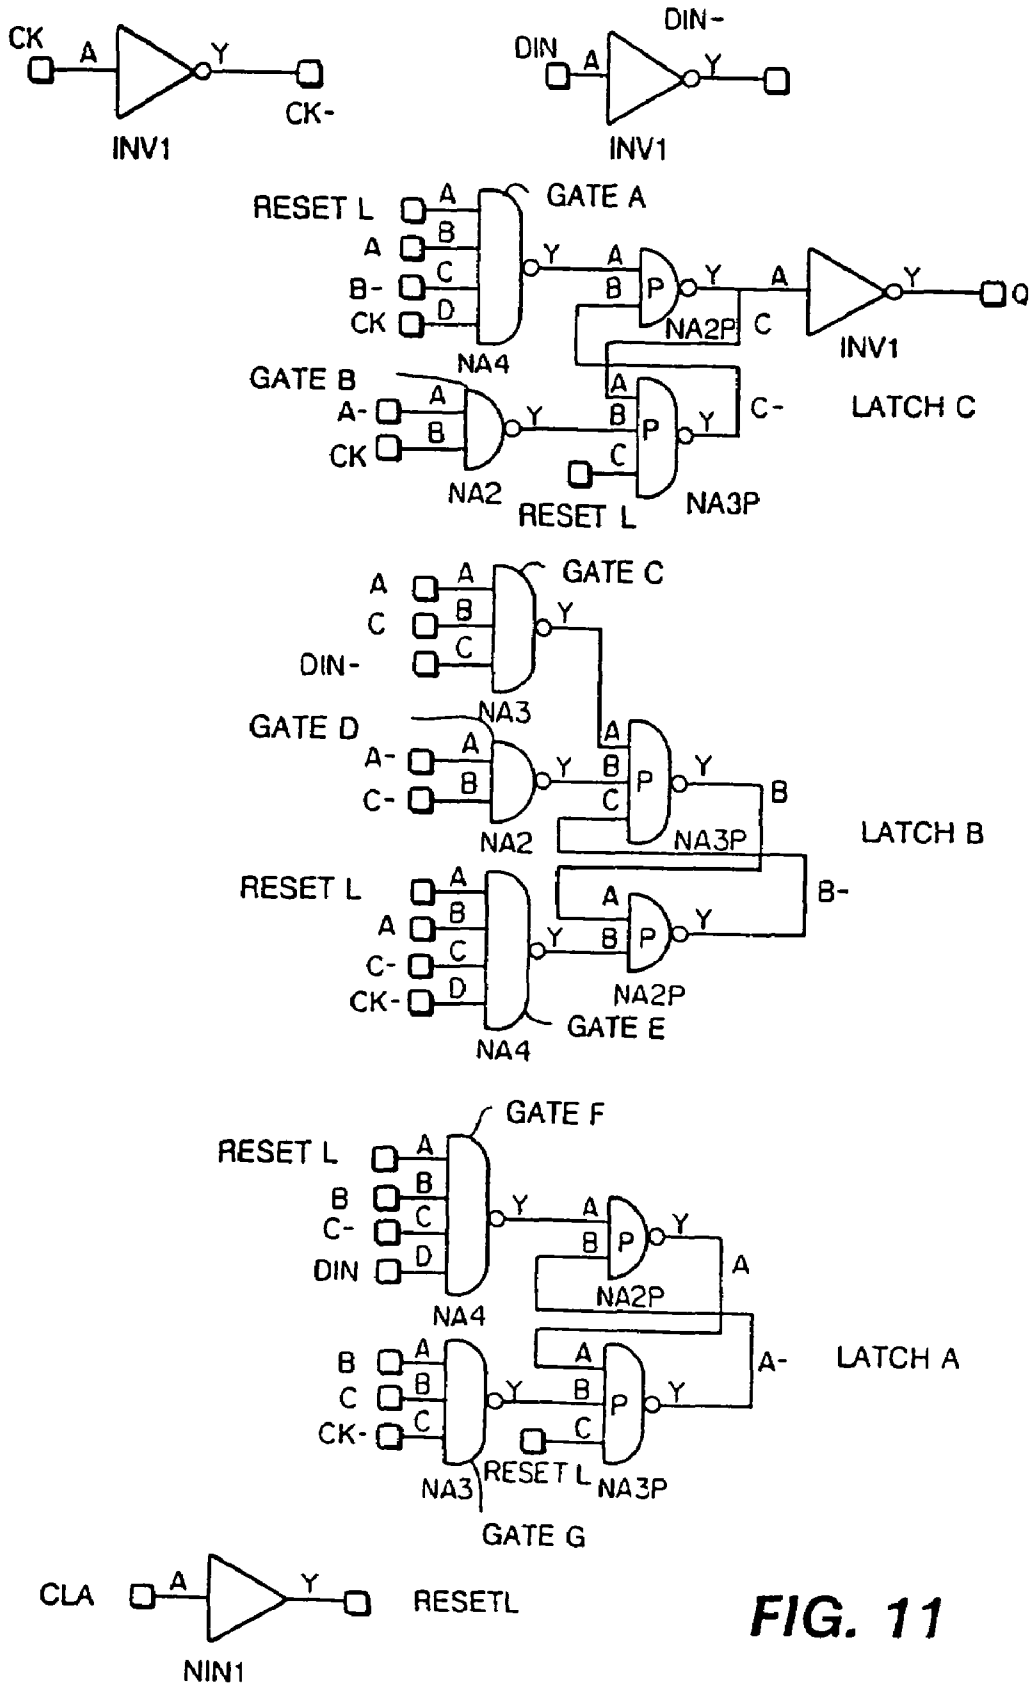 CK A Y CK-
INV1
DIN A DIN- Y
INV1
RESET L A GATE A
A B
B- C
CK D
Y
NA4
A
B
P
Y
NA2P
C
A
Y
Q
INV1
GATE B
A- A
CK B
Y
NA2
A
B
P
C
Y
C-
RESET L
NA3P
LATCH C
A A GATE C
C B
DIN- C
Y
NA3
GATE D
A- A
C- B
Y
NA2
A
B
P
C
Y
B
NA3P
LATCH B
RESET L A
A B
C- C
CK- D
Y
NA4
GATE E
A
B
P
Y
B-
NA2P
GATE F
RESET L A
B B
C- C
DIN D
Y
NA4
A
B
P
Y
A
NA2P
B A
C B
CK- C
Y
NA3
GATE G
A
B
P
C
Y
A-
RESET L
NA3P
LATCH A
CLA A Y RESETL
NIN1
FIG. 11